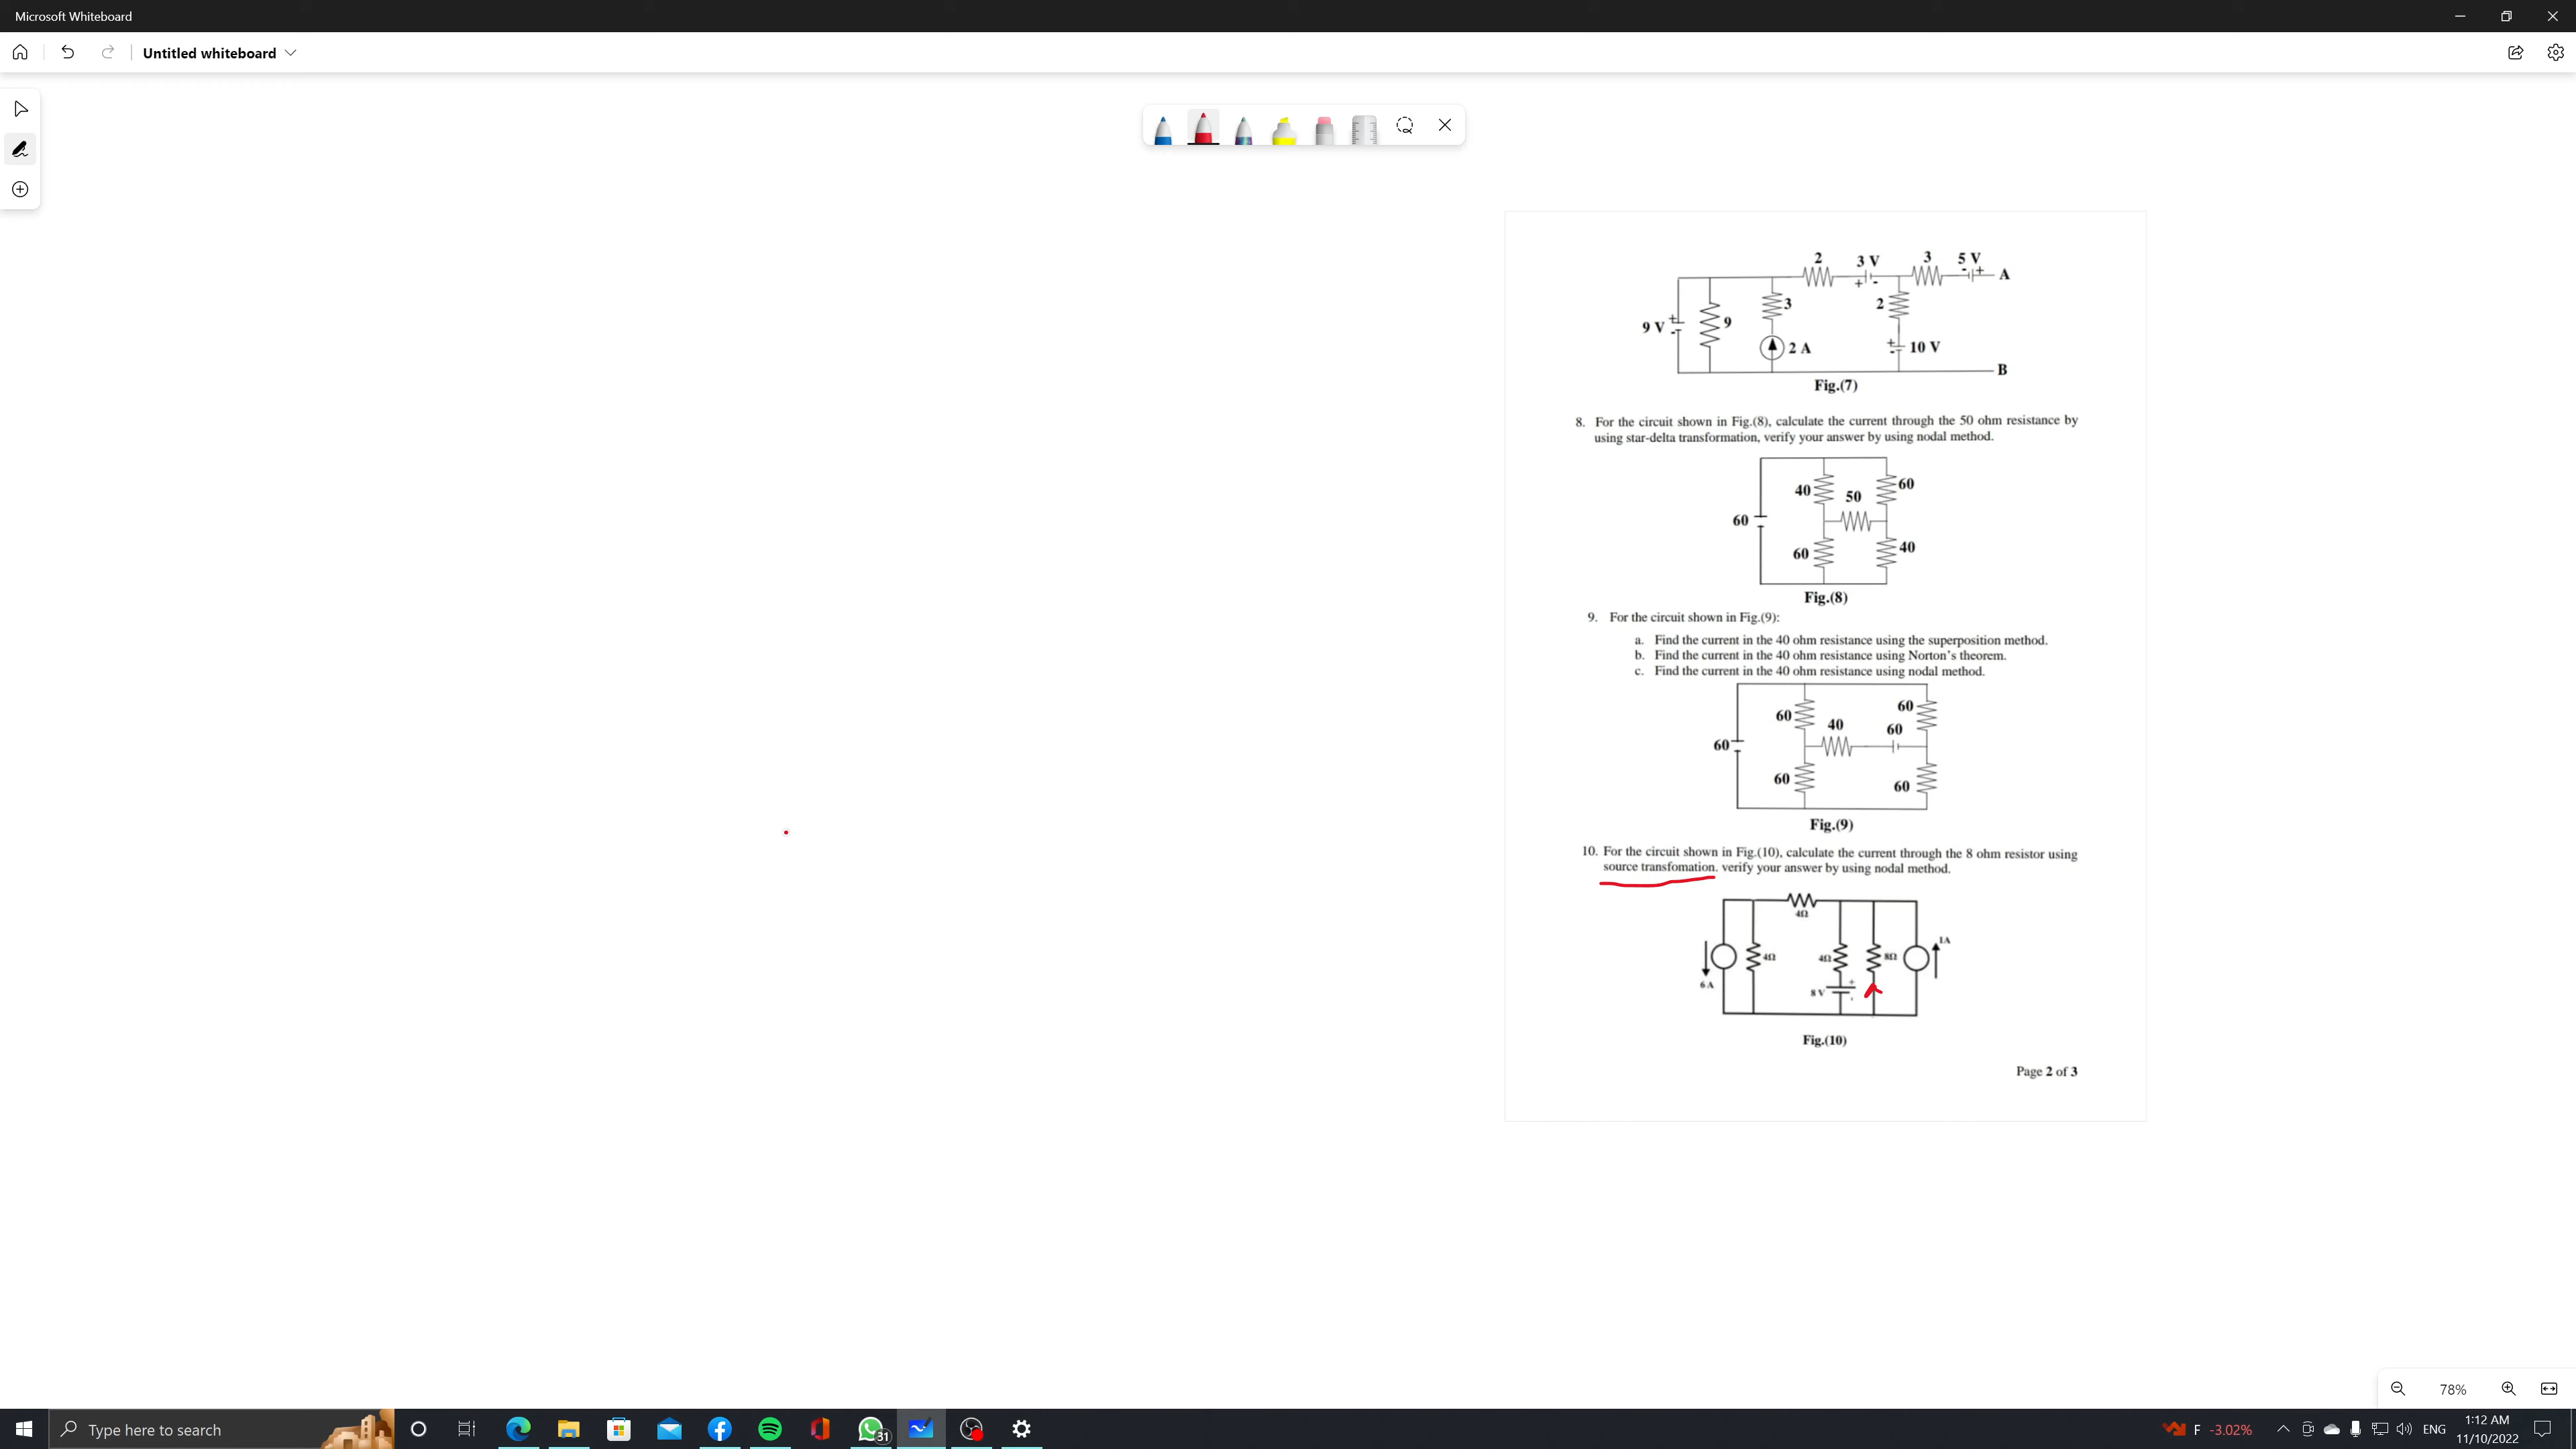 Microsoft Whiteboard
Untitled whiteboard
2
3 V
3
5 V
A
+
-
- +
3
2
9 V
+
-
9
2 A
+
-
10 V
B
Fig.(7)
8. For the circuit shown in Fig.(8), calculate the current through the 50 ohm resistance by
using star-delta transformation, verify your answer by using nodal method.
40
50
60
60
60
40
Fig.(8)
9. For the circuit shown in Fig.(9):
a. Find the current in the 40 ohm resistance using the superposition method.
b. Find the current in the 40 ohm resistance using Norton's theorem.
c. Find the current in the 40 ohm resistance using nodal method.
60
60
40
60
60
60
60
Fig.(9)
10. For the circuit shown in Fig.(10), calculate the current through the 8 ohm resistor using
source transfomation. verify your answer by using nodal method.
4Ω
1A
4Ω
4Ω
8Ω
6 A
8 V
+
Fig.(10)
Page 2 of 3
78%
Type here to search
31
F -3.02%
ENG
1:12 AM
11/10/2022